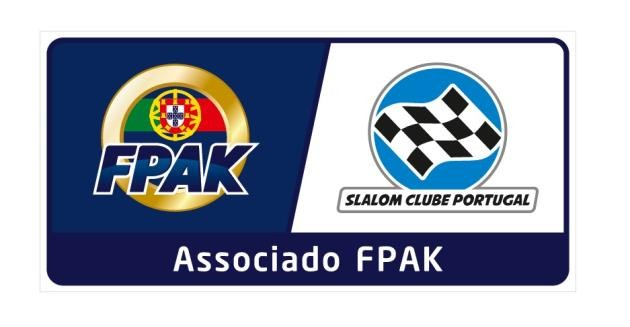 FPAK
SLALOM CLUBE PORTUGAL
Associado FPAK